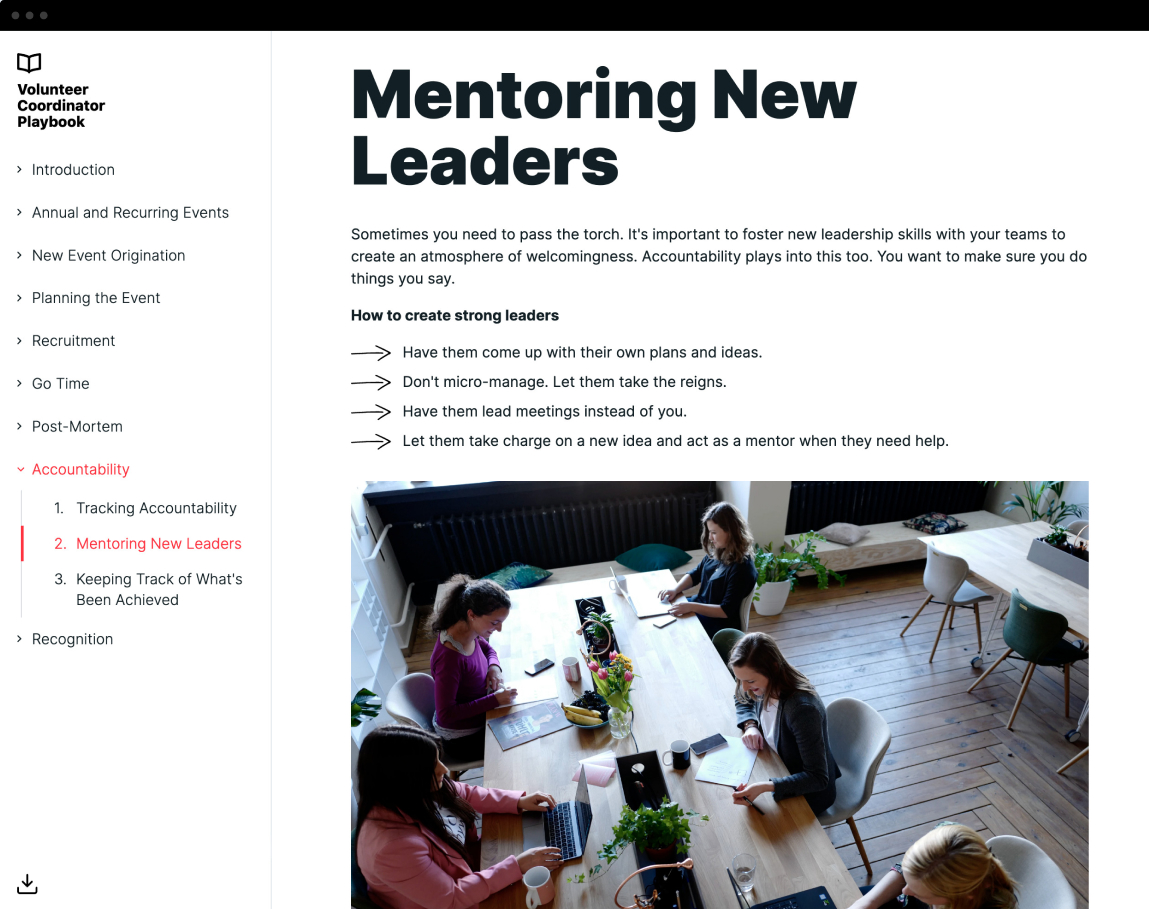 Volunteer
Coordinator
Playbook
Introduction
Annual and Recurring Events
New Event Origination
Planning the Event
Recruitment
Go Time
Post-Mortem
Accountability
1. Tracking Accountability
2. Mentoring New Leaders
3. Keeping Track of What's
Been Achieved
Recognition
Mentoring New
Leaders
Sometimes you need to pass the torch. It's important to foster new leadership skills with your teams to
create an atmosphere of welcomingness. Accountability plays into this too. You want to make sure you do
things you say.
How to create strong leaders
Have them come up with their own plans and ideas.
Don't micro-manage. Let them take the reigns.
Have them lead meetings instead of you.
Let them take charge on a new idea and act as a mentor when they need help.